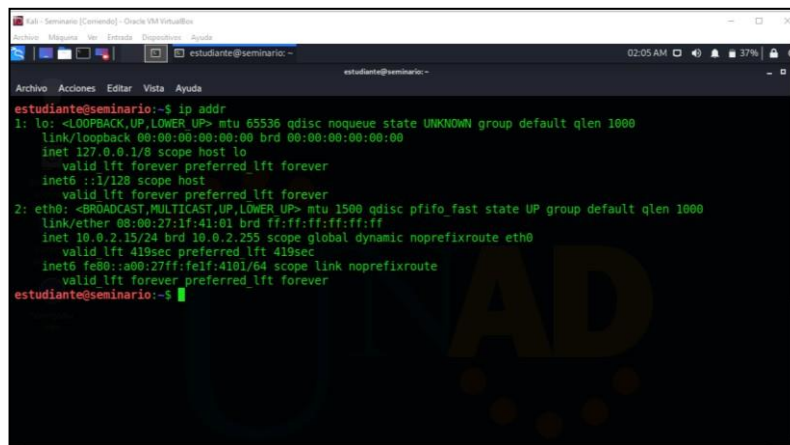 Kali - Seminario [Corriendo] - Oracle VM VirtualBox
Archivo Máquina Ver Entrada Dispositivos Ayuda
estudiante@seminario: ~ 02:05 AM 37%
estudiante@seminario:~
Archivo Acciones Editar Vista Ayuda
estudiante@seminario:~$ ip addr
1: lo: <LOOPBACK,UP,LOWER_UP> mtu 65536 qdisc noqueue state UNKNOWN group default qlen 1000
link/loopback 00:00:00:00:00:00 brd 00:00:00:00:00:00
inet 127.0.0.1/8 scope host lo
valid_lft forever preferred_lft forever
inet6 ::1/128 scope host
valid_lft forever preferred_lft forever
2: eth0: <BROADCAST,MULTICAST,UP,LOWER_UP> mtu 1500 qdisc pfifo_fast state UP group default qlen 1000
link/ether 08:00:27:1f:41:01 brd ff:ff:ff:ff:ff:ff
inet 10.0.2.15/24 brd 10.0.2.255 scope global dynamic noprefixroute eth0
valid_lft 419sec preferred_lft 419sec
inet6 fe80::a00:27ff:fe1f:4101/64 scope link noprefixroute
valid_lft forever preferred_lft forever
estudiante@seminario:~$
UNAD